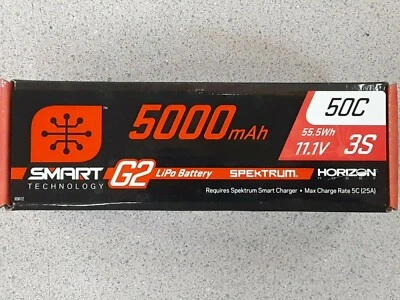 5000mAh
50C
55.5Wh
11.1V 3S
SMART
TECHNOLOGY
G2 LiPo Battery
SPEKTRUM
HORIZON
HOBBY
Requires Spektrum Smart Charger • Max Charge Rate 5C (25A)